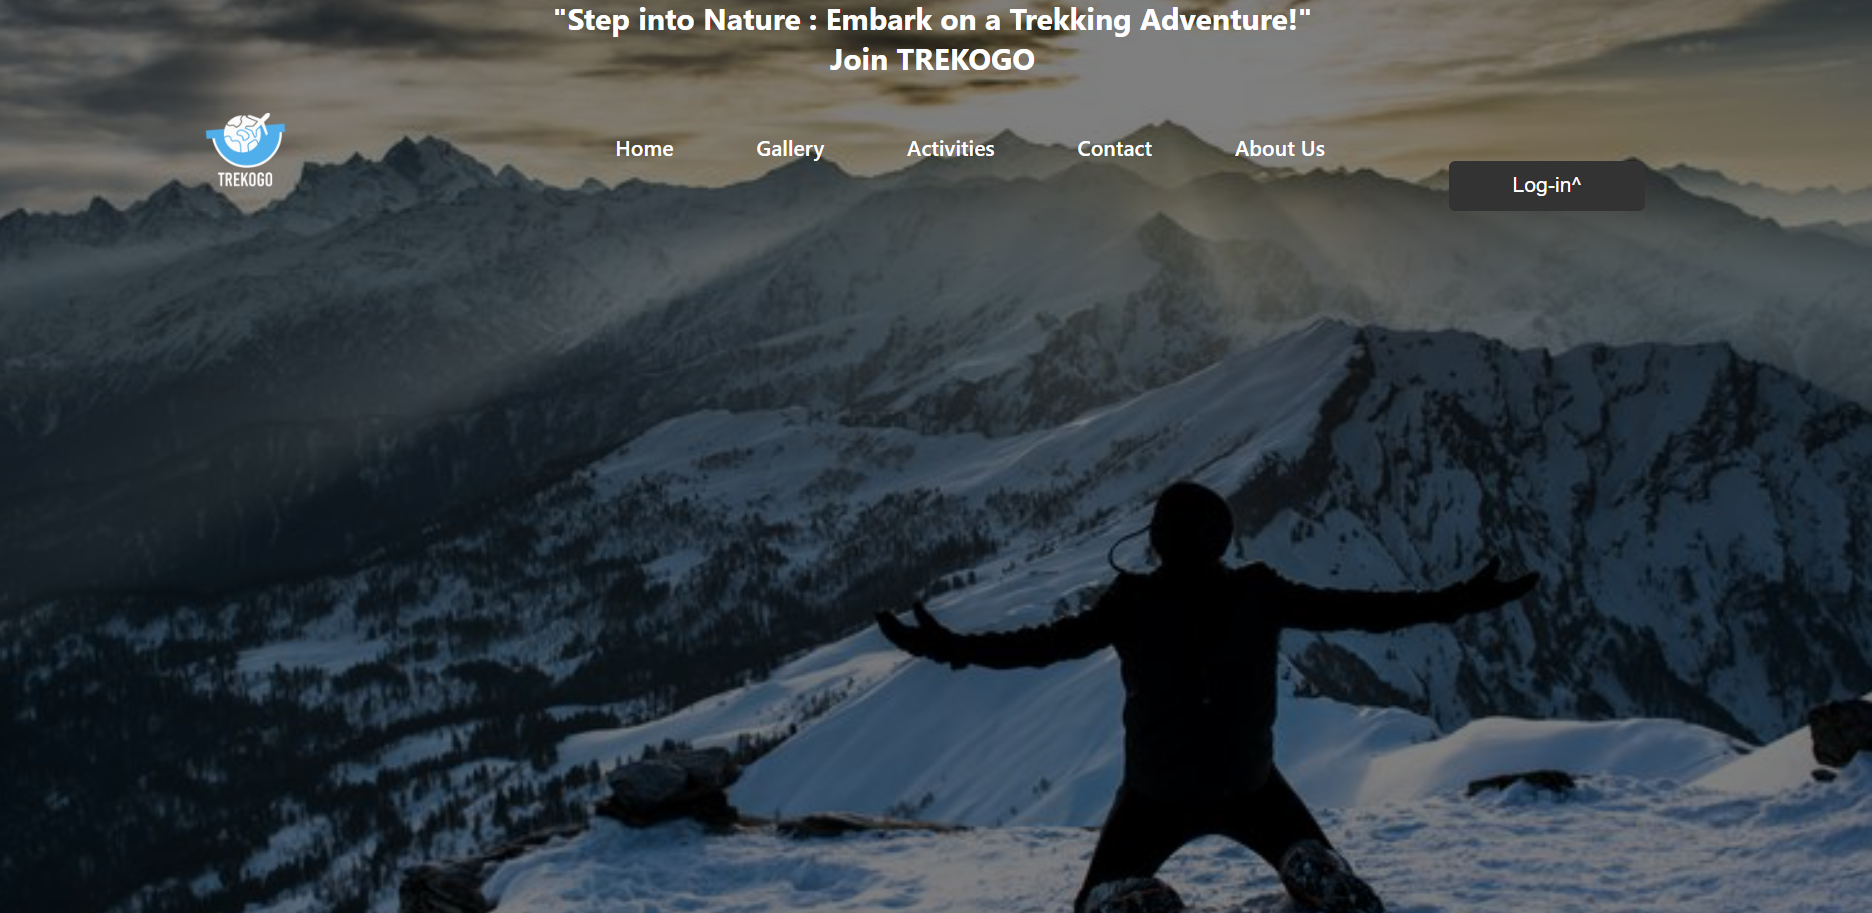 "Step into Nature : Embark on a Trekking Adventure!"
Join TREKOGO
TREKOGO
Home Gallery Activities Contact About Us
Log-in^